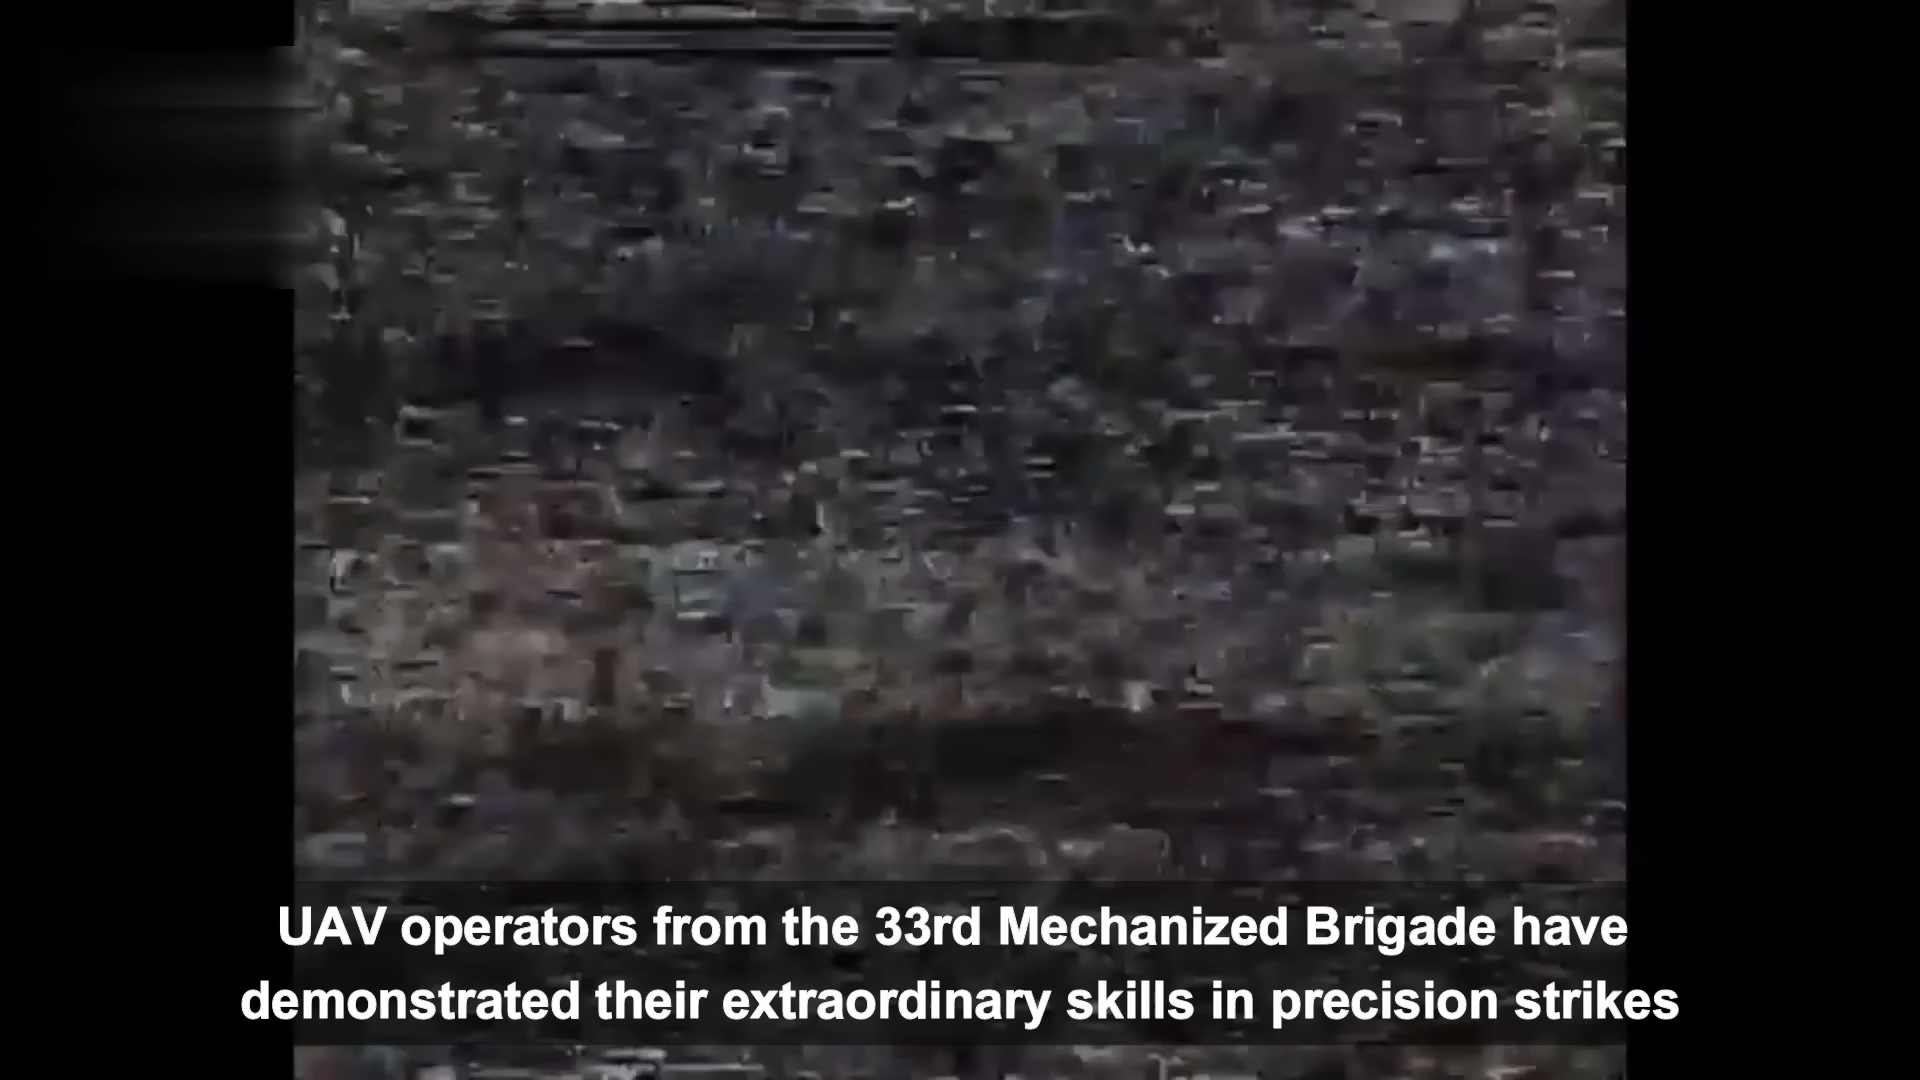 UAV operators from the 33rd Mechanized Brigade have
demonstrated their extraordinary skills in precision strikes